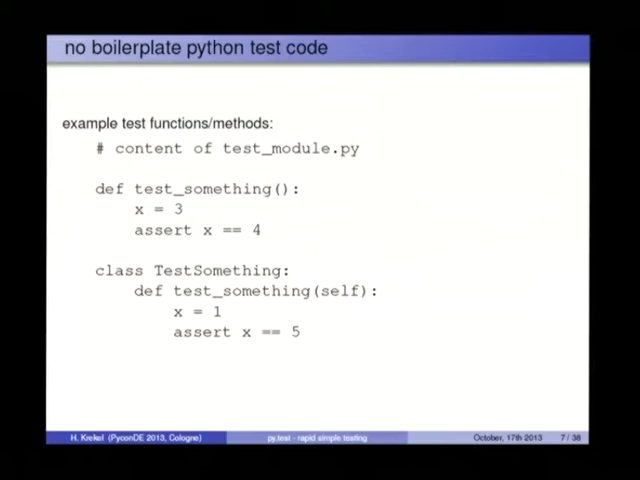 no boilerplate python test code
example test functions/methods:
# content of test_module.py
def test_something():
x = 3
assert x == 4
class TestSomething:
def test_something(self):
x = 1
assert x == 5
H. Krekel (PyconDE 2013, Cologne)
py.test - rapid simple testing
October, 17th 2013
7 / 38